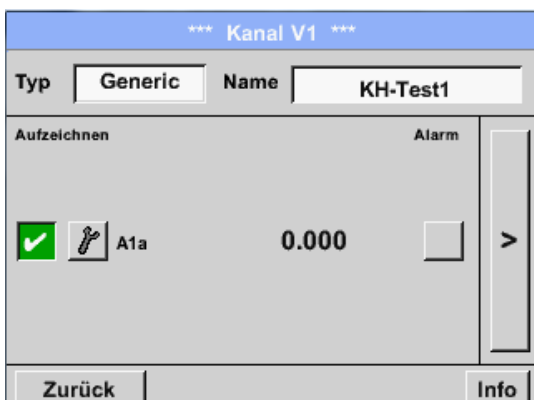 *** Kanal V1 ***
Typ Generic Name KH-Test1
Aufzeichnen Alarm
A1a 0.000 >
Zurück Info